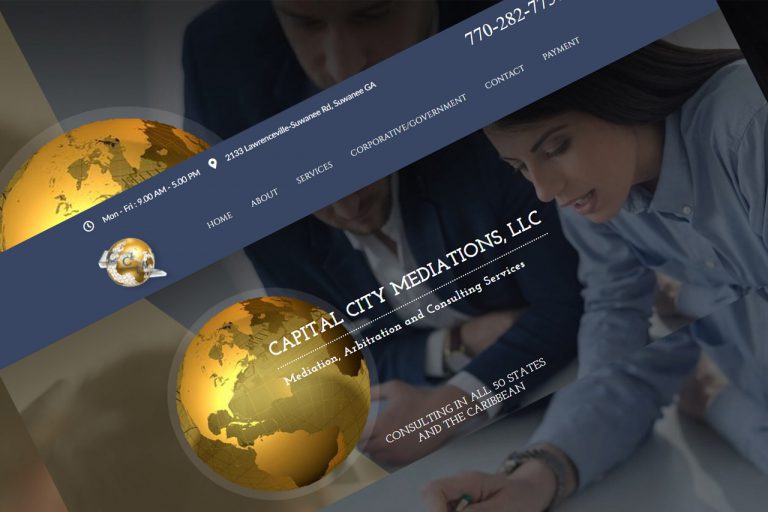 770-282-775
Mon - Fri : 9.00 AM - 5.00 PM
2133 Lawrenceville-Suwanee Rd, Suwanee GA
HOME
ABOUT
SERVICES
CORPORATIVE/GOVERNMENT
CONTACT
PAYMENT
CAPITAL CITY MEDIATIONS, LLC
Mediation, Arbitration and Consulting Services
CONSULTING IN ALL 50 STATES
AND THE CARIBBEAN